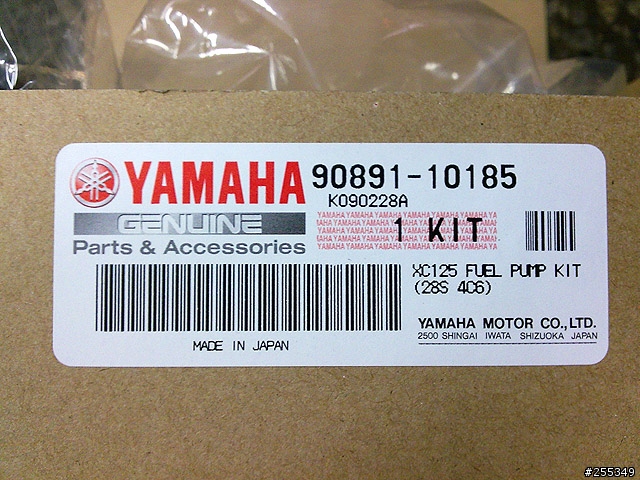 YAMAHA
GENUINE
Parts & Accessories
90891-10185
K090228A
1 KIT
XC125 FUEL PUMP KIT
(28S 4C6)
YAMAHA MOTOR CO.,LTD.
2500 SHINGAI IWATA SHIZUOKA JAPAN
MADE IN JAPAN
#255349